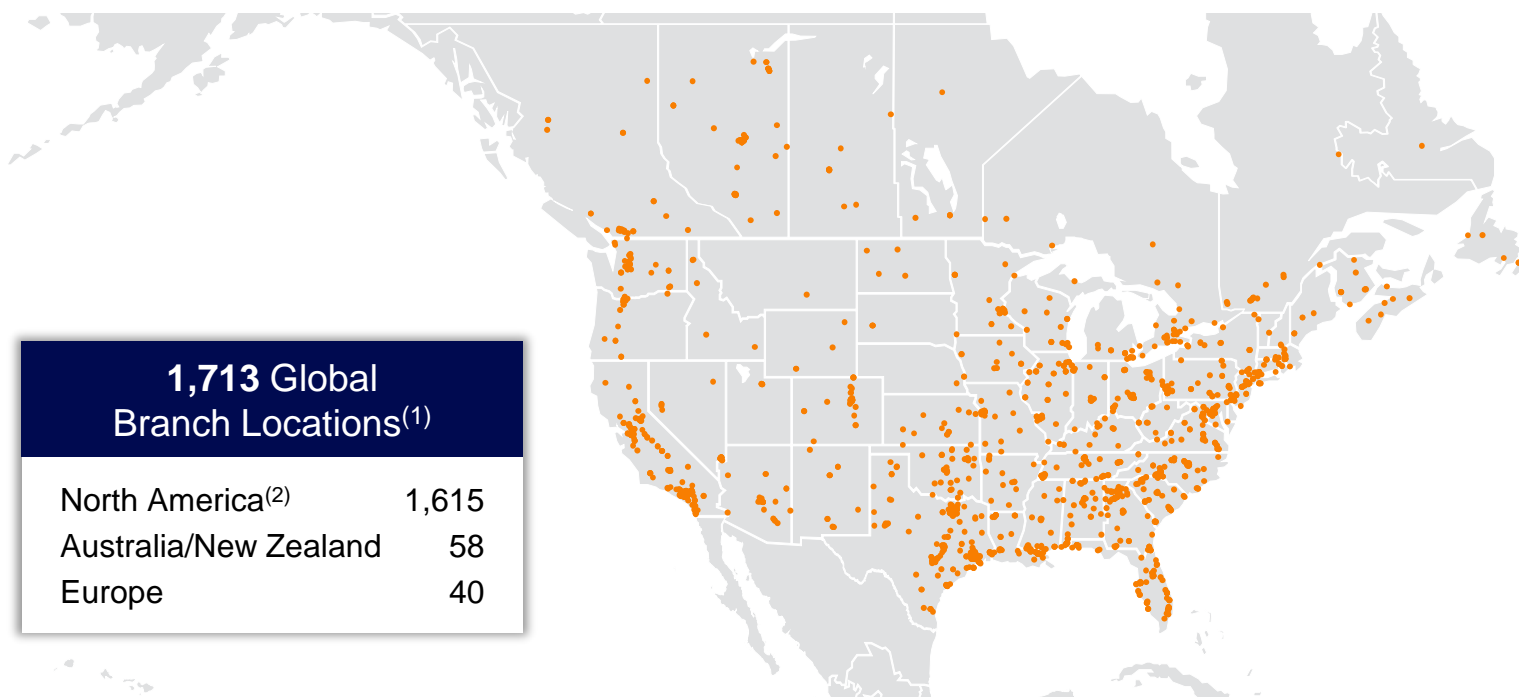 1,713 Global
Branch Locations(1)
North America(2) 1,615
Australia/New Zealand 58
Europe 40